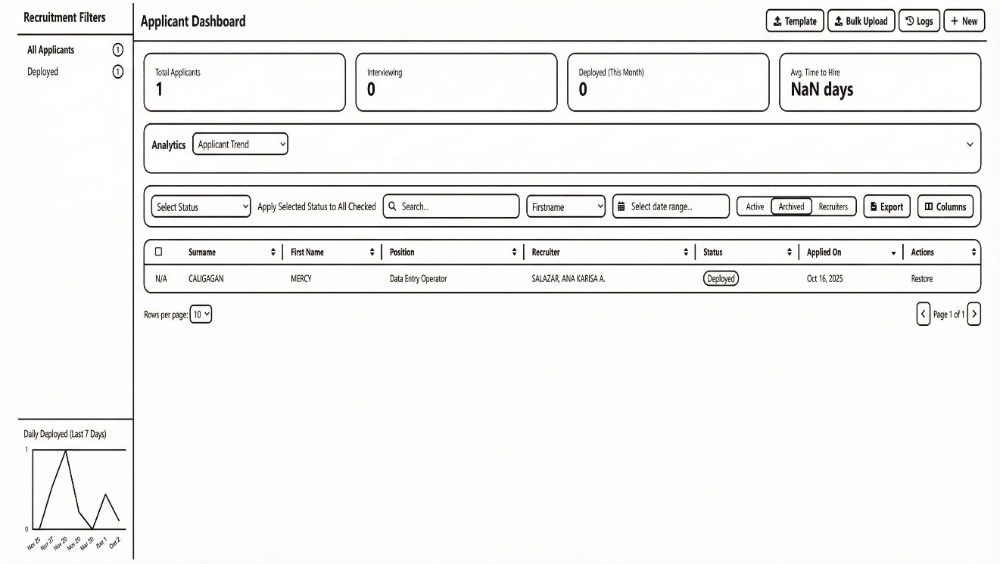 Recruitment Filters
All Applicants 1
Deployed 1
Daily Deployed (Last 7 Days)
1
0
Nov 26 Nur 27 Nov 20 Nov 20 Mar 30 1 Det 2
Applicant Dashboard
Template Bulk Upload Logs + New
Total Applicants
1
Interviewing
0
Deployed (This Month)
0
Avg. Time to Hire
NaN days
Analytics Applicant Trend
Select Status Apply Selected Status to All Checked Search... Firstname Select date range... Active Archived Recruiters Export Columns
Surname First Name Position Recruiter Status Applied On Actions
N/A CALIGAGAN MERCY Data Entry Operator SALAZAR, ANA KARISA A. Deployed Oct 16, 2025 Restore
Rows per page: 10 Page 1 of 1